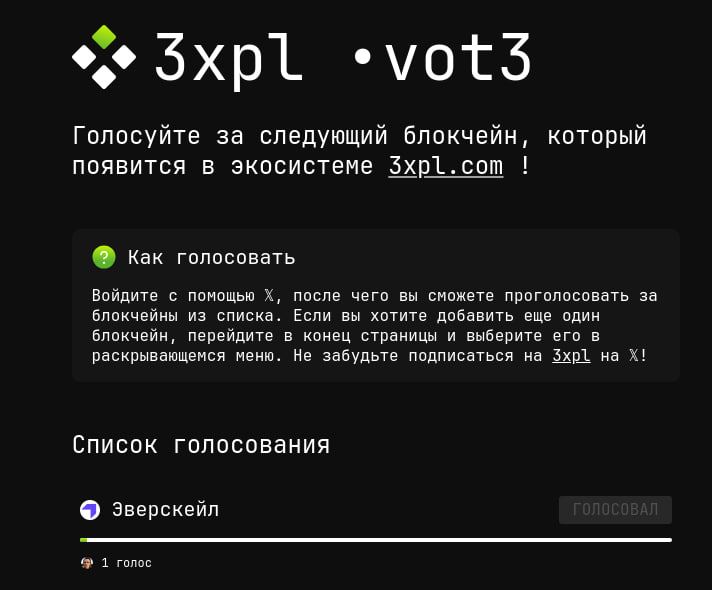 3xpl •vot3
Голосуйте за следующий блокчейн, который
появится в экосистеме 3xpl.com !
Как голосовать
Войдите с помощью 𝕏, после чего вы сможете проголосовать за
блокчейны из списка. Если вы хотите добавить еще один
блокчейн, перейдите в конец страницы и выберите его в
раскрывающемся меню. Не забудьте подписаться на 3xpl на 𝕏!
Список голосования
Эверскейл
ГОЛОСОВАЛ
1 голос